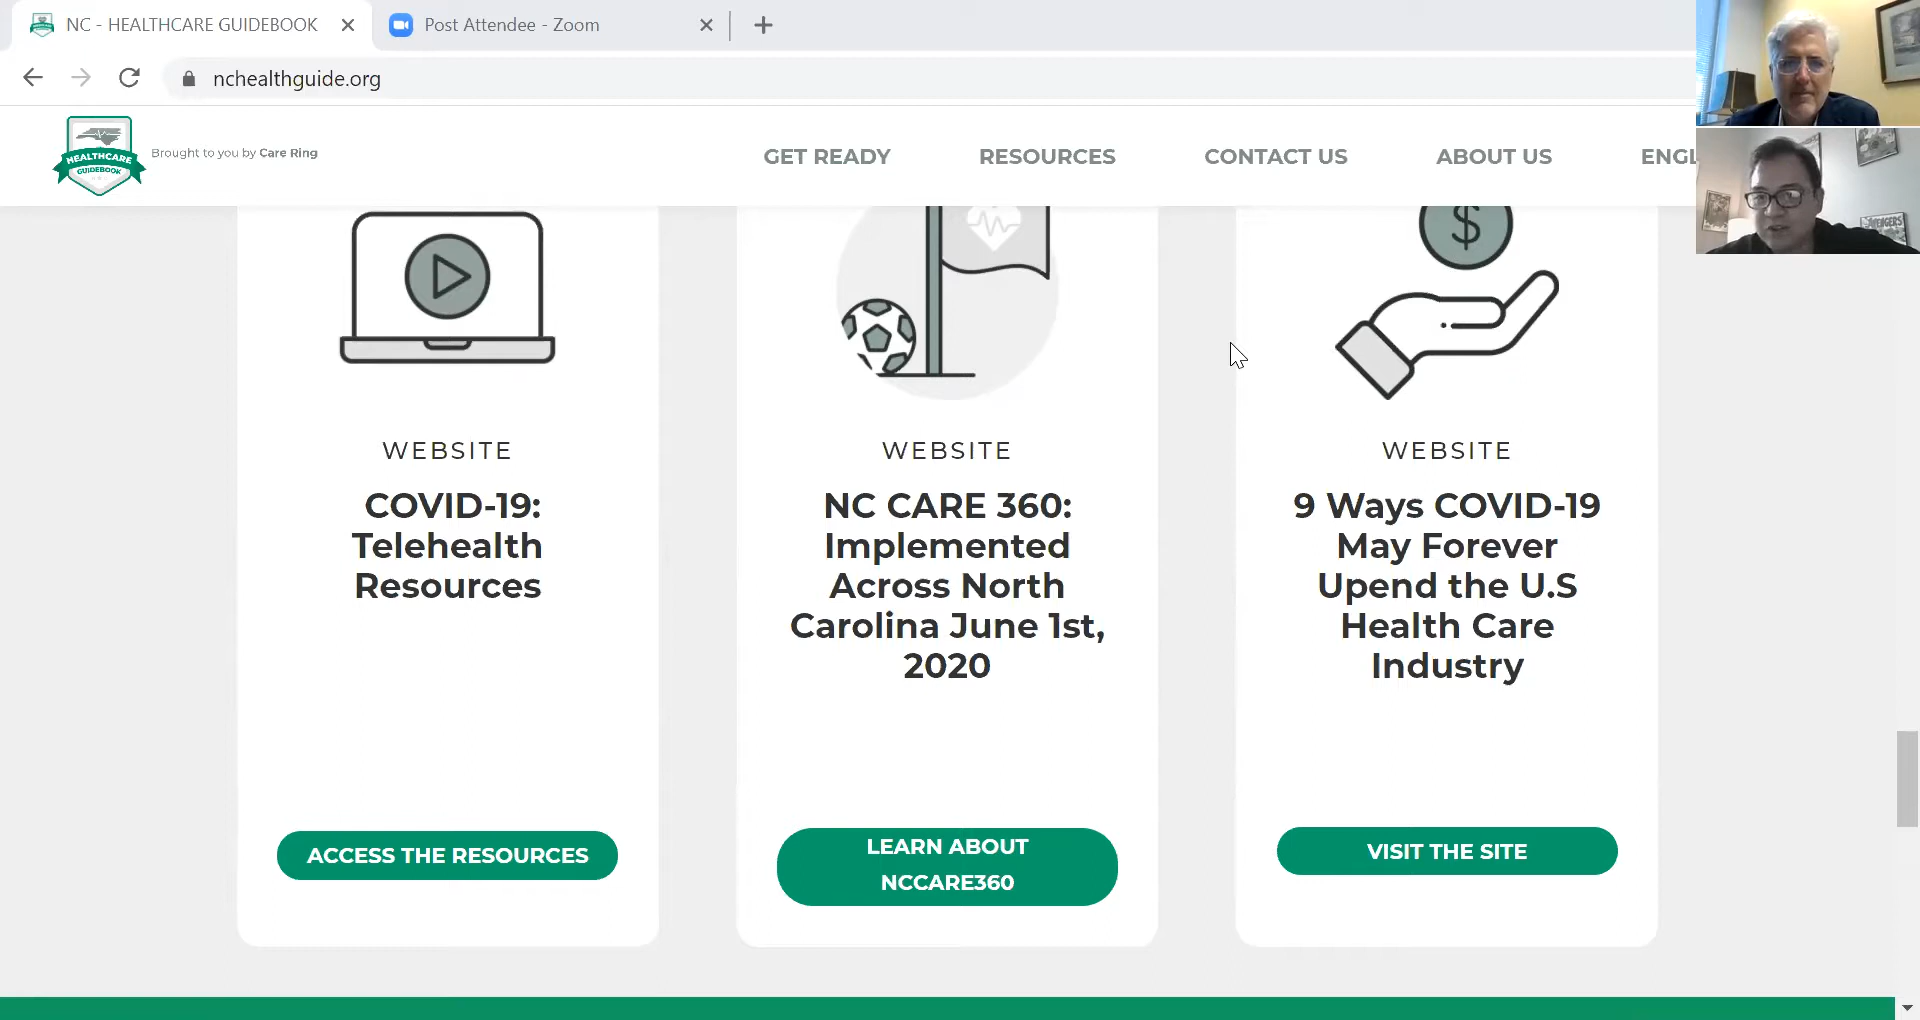 NC - HEALTHCARE GUIDEBOOK
Post Attendee - Zoom
nchealthguide.org
HEALTHCARE
GUIDEBOOK
Brought to you by Care Ring
GET READY
RESOURCES
CONTACT US
ABOUT US
ENGL
AVENGERS
$
WEBSITE
COVID-19:
Telehealth
Resources
ACCESS THE RESOURCES
WEBSITE
NC CARE 360:
Implemented
Across North
Carolina June 1st,
2020
LEARN ABOUT
NCCARE360
WEBSITE
9 Ways COVID-19
May Forever
Upend the U.S
Health Care
Industry
VISIT THE SITE